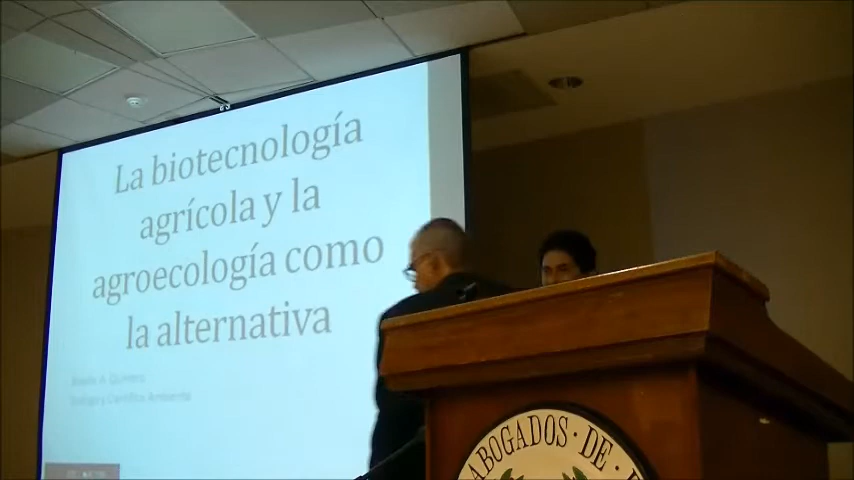 La biotecnología
agrícola y la
agroecología como
la alternativa
ABOGADOS · DE ·